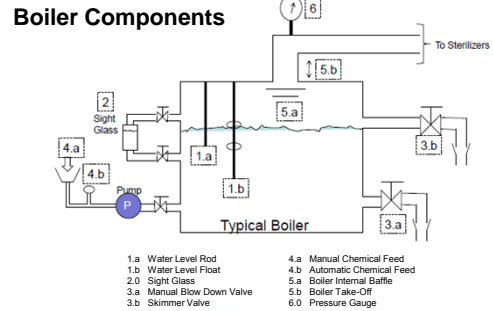 Boiler Components
6
To Sterilizers
5.b
2
Sight
Glass
5.a
4.a
1.a
3.b
4.b
1.b
Pump
P
Typical Boiler
3.a
1.a Water Level Rod
1.b Water Level Float
2.0 Sight Glass
3.a Manual Blow Down Valve
3.b Skimmer Valve
4.a Manual Chemical Feed
4.b Automatic Chemical Feed
5.a Boiler Internal Baffle
5.b Boiler Take-Off
6.0 Pressure Gauge